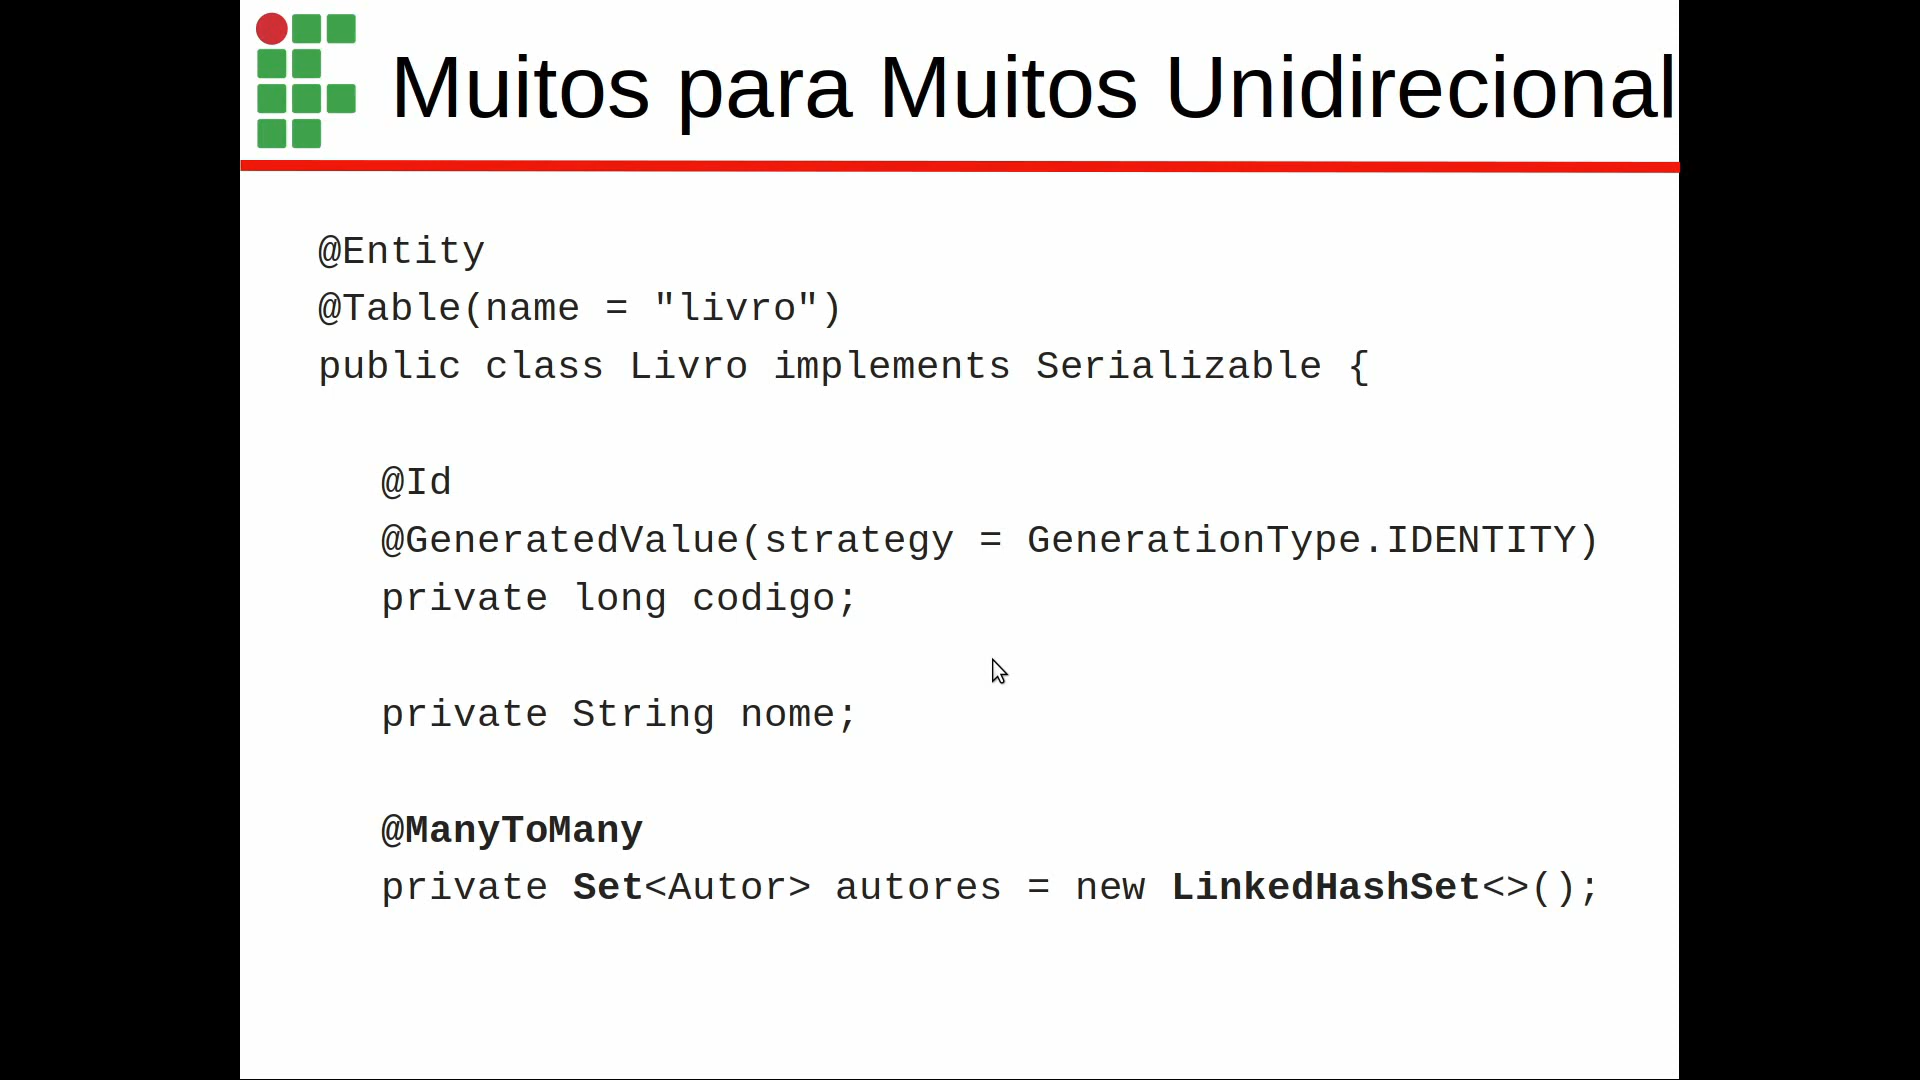 Muitos para Muitos Unidirecional
@Entity
@Table(name = "livro")
public class Livro implements Serializable {
@Id
@GeneratedValue(strategy = GenerationType.IDENTITY)
private long codigo;
private String nome;
@ManyToMany
private Set<Autor> autores = new LinkedHashSet<>();